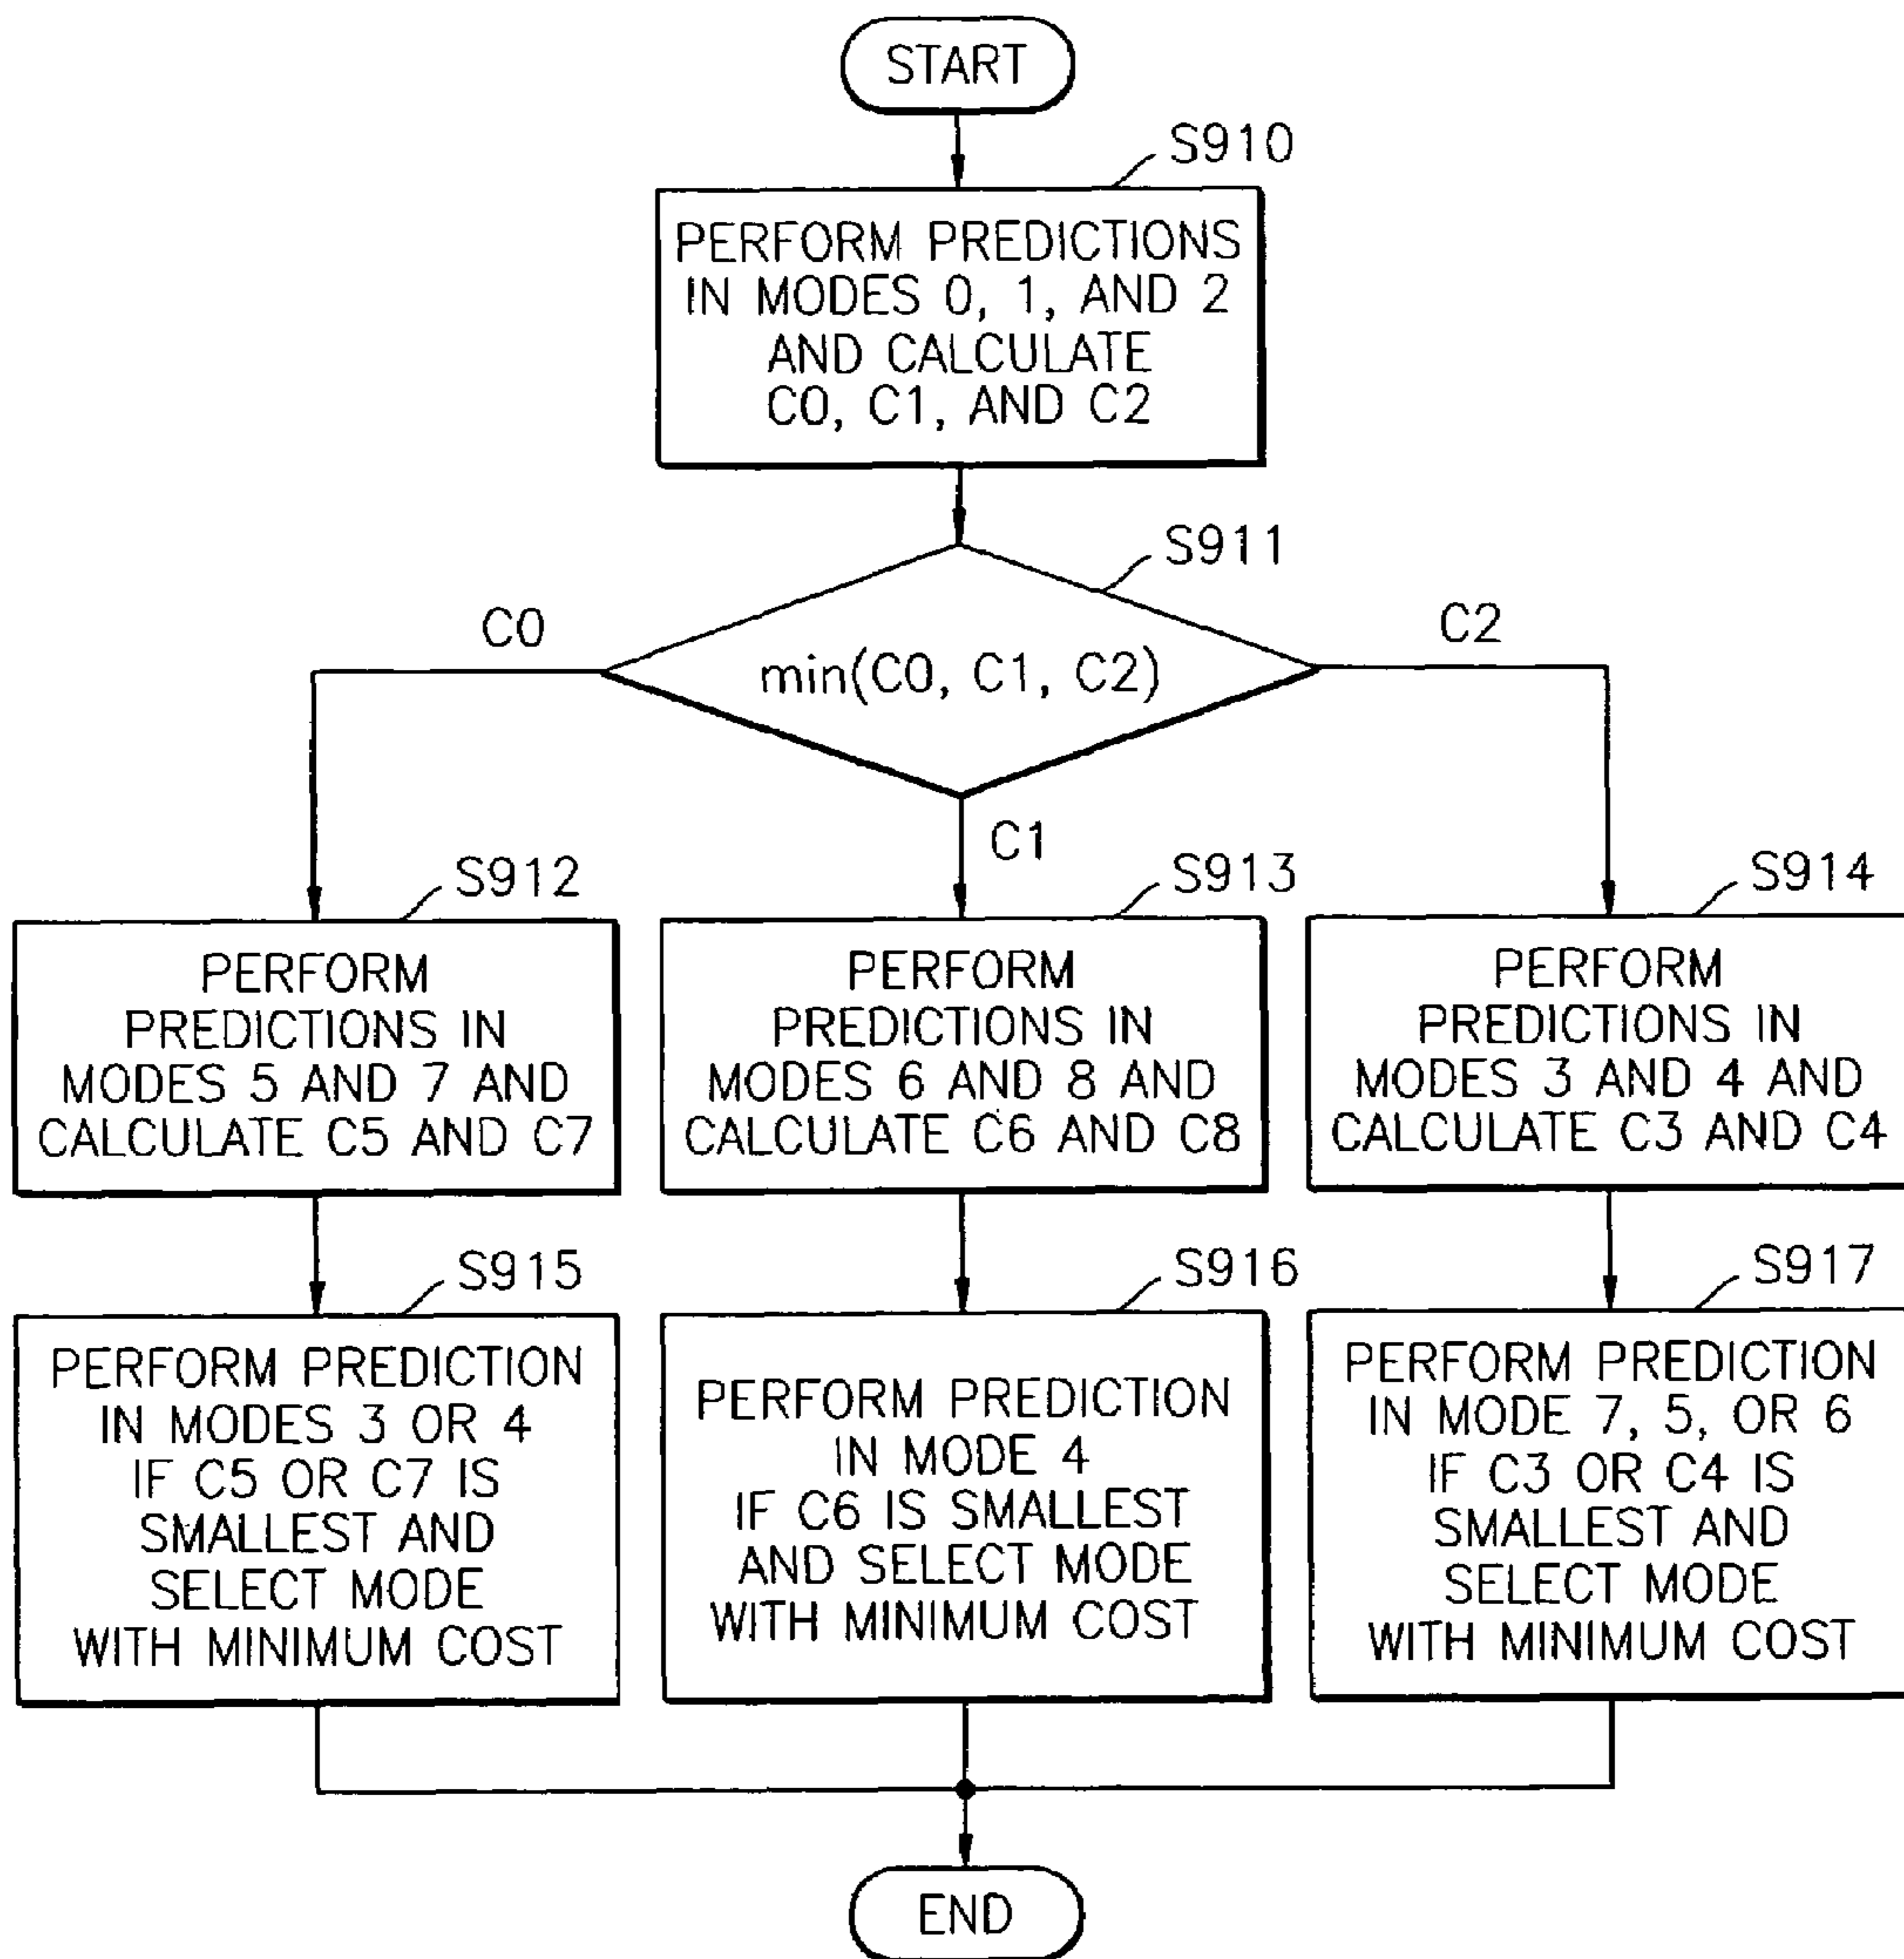 START
S910
PERFORM PREDICTIONS
IN MODES 0, 1, AND 2
AND CALCULATE
C0, C1, AND C2
S911
C0
C2
min(C0, C1, C2)
C1
S912
PERFORM
PREDICTIONS IN
MODES 5 AND 7 AND
CALCULATE C5 AND C7
S913
PERFORM
PREDICTIONS IN
MODES 6 AND 8 AND
CALCULATE C6 AND C8
S914
PERFORM
PREDICTIONS IN
MODES 3 AND 4 AND
CALCULATE C3 AND C4
S915
PERFORM PREDICTION
IN MODES 3 OR 4
IF C5 OR C7 IS
SMALLEST AND
SELECT MODE
WITH MINIMUM COST
S916
PERFORM PREDICTION
IN MODE 4
IF C6 IS SMALLEST
AND SELECT MODE
WITH MINIMUM COST
S917
PERFORM PREDICTION
IN MODE 7, 5, OR 6
IF C3 OR C4 IS
SMALLEST AND
SELECT MODE
WITH MINIMUM COST
END